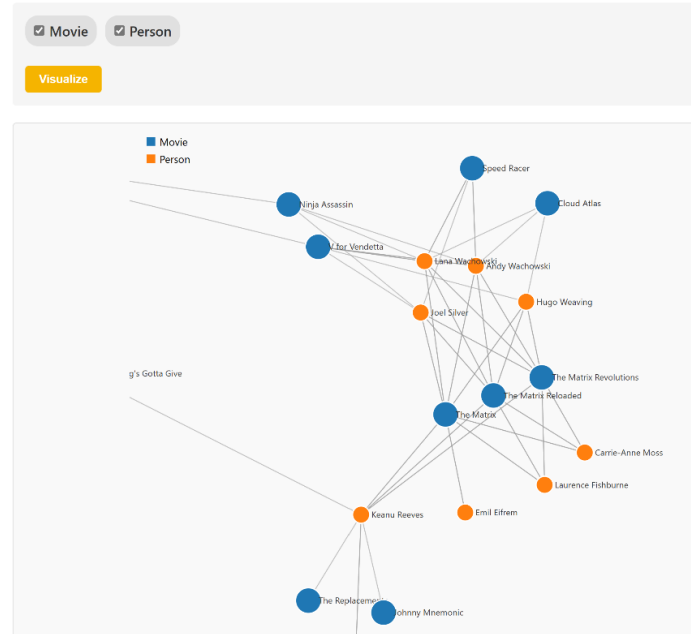 Movie
Person
Visualize
Movie
Person
Speed Racer
Ninja Assassin
Cloud Atlas
V for Vendetta
Lana Wachowski
Andy Wachowski
Hugo Weaving
Joel Silver
g's Gotta Give
The Matrix Revolutions
The Matrix Reloaded
The Matrix
Carrie-Anne Moss
Laurence Fishburne
Emil Eifrem
Keanu Reeves
The Replacemen
Johnny Mnemonic